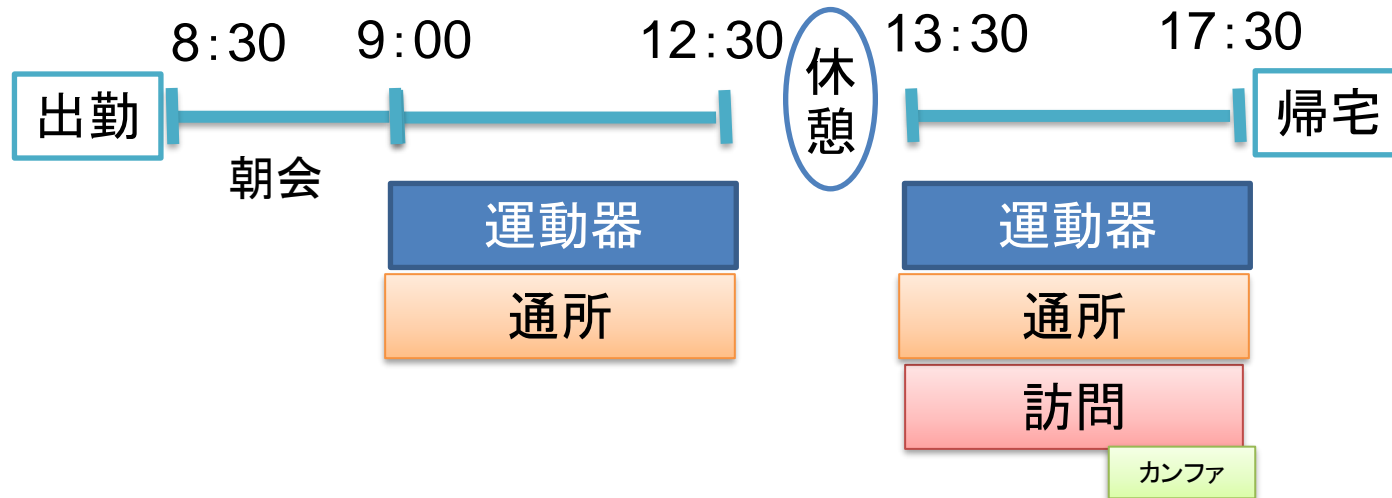 8:30
9:00
12:30
休憩
13:30
17:30
出勤
帰宅
朝会
運動器
運動器
通所
通所
訪問
カンファ